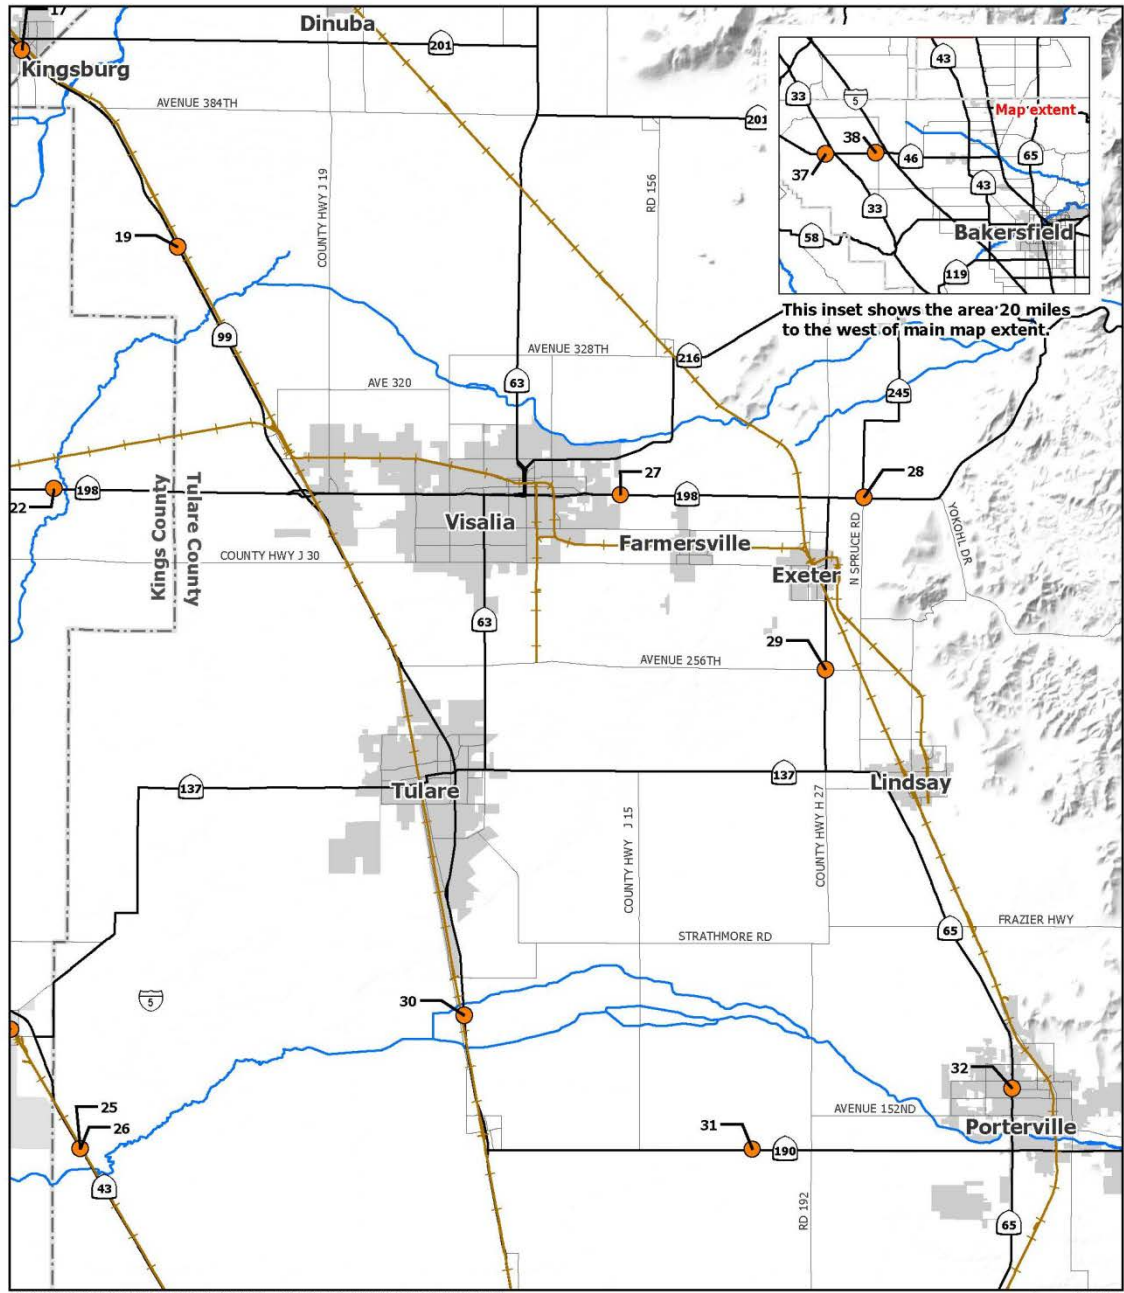 17
Dinuba
201
Kingsburg
AVENUE 384TH
201
43
33
5
Map extent
38
46
65
37
43
33
58
Bakersfield
119
This inset shows the area 20 miles
to the west of main map extent.
COUNTY HWY J 19
RD 156
19
99
AVENUE 328TH
216
AVE 320
63
245
27
28
22
198
198
Kings County
Tulare County
Visalia
Farmersville
N SPRUCE RD
YOKOHL DR
COUNTY HWY J 30
Exeter
63
29
AVENUE 256TH
137
Tulare
137
Lindsay
COUNTY HWY J 15
COUNTY HWY H 27
65
FRAZIER HWY
STRATHMORE RD
5
30
32
25
26
31
AVENUE 152ND
Porterville
190
43
RD 192
65